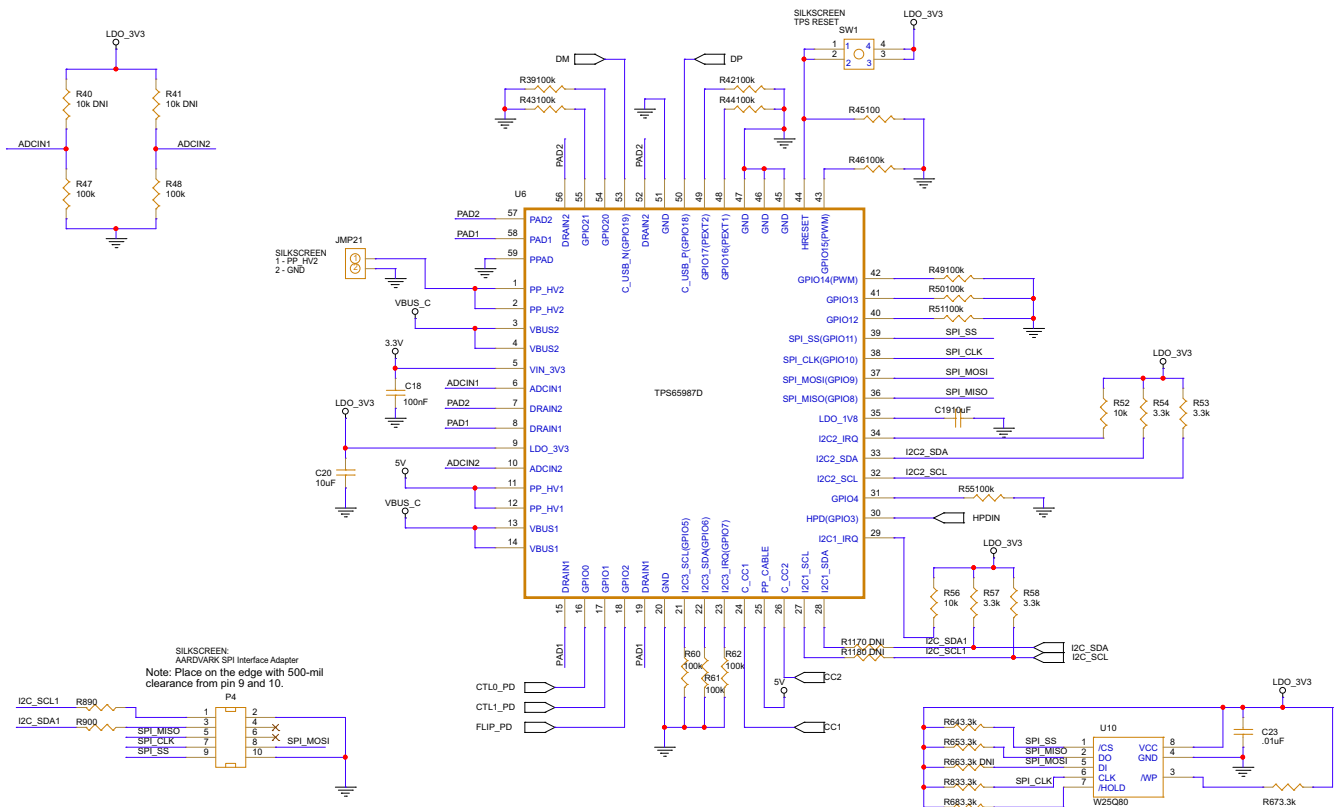 LDO_3V3
R40
10k DNI
R41
10k DNI
ADCIN1
ADCIN2
R47
100k
R48
100k
SILKSCREEN
TPS RESET
SW1
LDO_3V3
1
2
1
2
4
3
4
3
DM
DP
R39100k
R43100k
R42100k
R44100k
R45100
R46100k
PAD2
PAD2
U6
56
55
54
53
52
51
50
49
48
47
46
45
44
43
DRAIN2
GPIO21
GPIO20
C_USB_N(GPIO19)
DRAIN2
GND
C_USB_P(GPIO18)
GPIO17(PEXT2)
GPIO16(PEXT1)
GND
GND
GND
HRESET
GPIO15(PWM)
PAD2 57 PAD2
PAD1 58 PAD1
59 PPAD
JMP21
SILKSCREEN
1 - PP_HV2
2 - GND
1
2
1 PP_HV2
2 PP_HV2
VBUS_C
3 VBUS2
4 VBUS2
3.3V
5 VIN_3V3
C18
100nF
ADCIN1 6 ADCIN1
PAD2 7 DRAIN2
PAD1 8 DRAIN1
LDO_3V3
9 LDO_3V3
C20
10uF
ADCIN2 10 ADCIN2
5V
11 PP_HV1
12 PP_HV1
VBUS_C
13 VBUS1
14 VBUS1
TPS65987D
GPIO14(PWM) 42 R49100k
GPIO13 41 R50100k
GPIO12 40 R51100k
SPI_SS(GPIO11) 39 SPI_SS
SPI_CLK(GPIO10) 38 SPI_CLK
SPI_MOSI(GPIO9) 37 SPI_MOSI
SPI_MISO(GPIO8) 36 SPI_MISO
LDO_1V8 35 C1910uF
I2C2_IRQ 34
I2C2_SDA 33 I2C2_SDA
I2C2_SCL 32 I2C2_SCL
GPIO4 31 R55100k
HPD(GPIO3) 30 HPDIN
I2C1_IRQ 29
LDO_3V3
R52
10k
R54
3.3k
R53
3.3k
LDO_3V3
R56
10k
R57
3.3k
R58
3.3k
DRAIN1
GPIO0
GPIO1
GPIO2
DRAIN1
GND
I2C3_SCL(GPIO5)
I2C3_SDA(GPIO6)
I2C3_IRQ(GPIO7)
C_CC1
PP_CABLE
C_CC2
I2C1_SCL
I2C1_SDA
15
16
17
18
19
20
21
22
23
24
25
26
27
28
PAD1
PAD1
R60
100k
R61
100k
R62
100k
R1170 DNI I2C_SDA1 I2C_SDA
R1180 DNI I2C_SCL1 I2C_SCL
CC2
5V
CC1
CTL0_PD
CTL1_PD
FLIP_PD
SILKSCREEN:
AARDVARK SPI Interface Adapter
Note: Place on the edge with 500-mil
clearance from pin 9 and 10.
P4
I2C_SCL1 R890 1 2
I2C_SDA1 R900 3 4
SPI_MISO 5 6
SPI_CLK 7 8 SPI_MOSI
SPI_SS 9 10
LDO_3V3
U10
C23
.01uF
R643.3k SPI_SS 1 /CS VCC 8
R653.3k SPI_MISO 2 DO GND 4
R663.3k DNI SPI_MOSI 5 DI
R833.3k SPI_CLK 6 CLK /WP 3
R683.3k 7 /HOLD
W25Q80
R673.3k